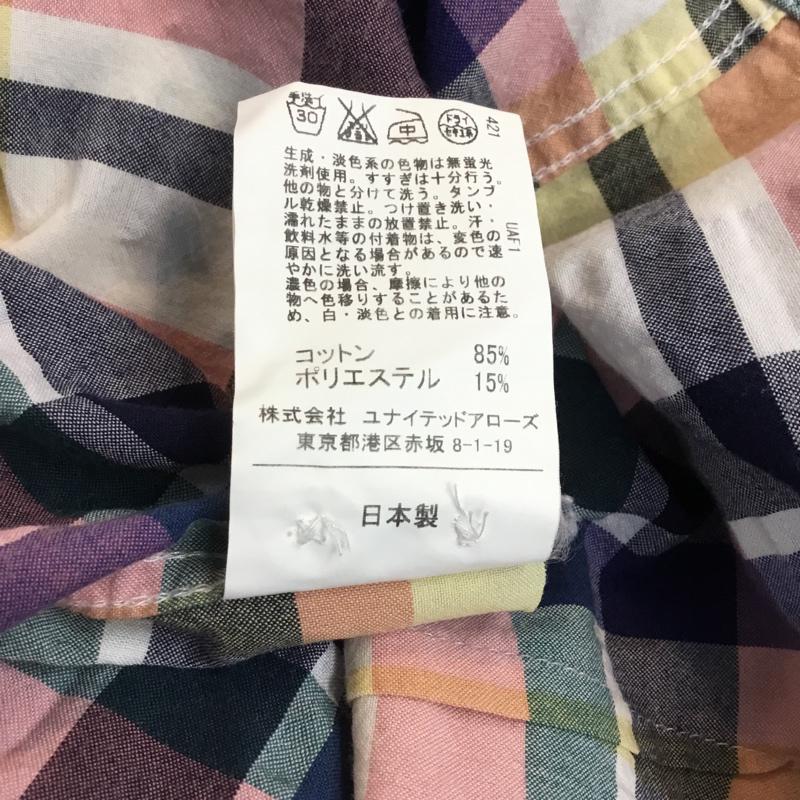 手洗イ
30
中
ドライ
セキユ系
421
UAF1
生成・淡色系の色物は無蛍光
洗剤使用。すすぎは十分行う。
他の物と分けて洗う。タンブ
ル乾燥禁止。つけ置き洗い・
濡れたままの放置禁止。汗・
飲料水等の付着物は、変色の
原因となる場合があるので速
やかに洗い流す。
濃色の場合、摩擦により他の
物へ色移りすることがあるた
め、白・淡色との着用に注意。
コットン 85%
ポリエステル 15%
株式会社 ユナイテッドアローズ
東京都港区赤坂 8-1-19
日本製